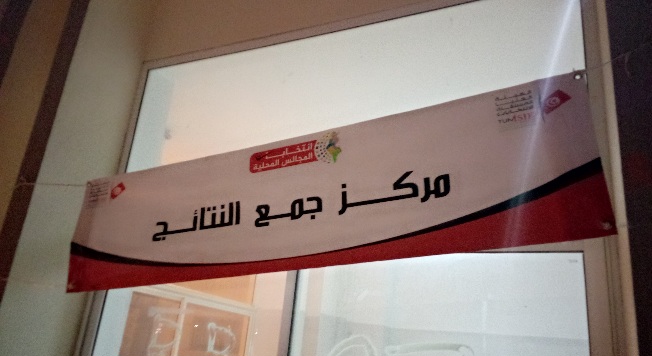 انتخابات
المجالس المحلية
مركز جمع النتائج